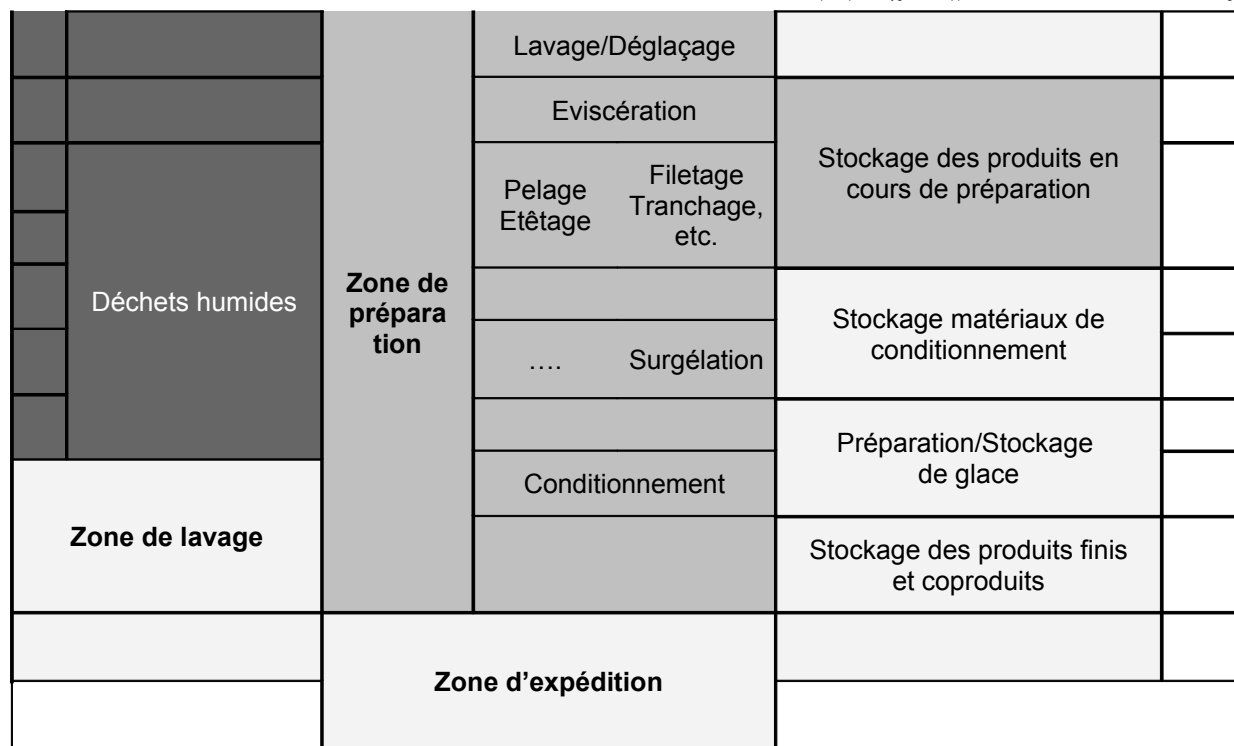 Lavage/Déglaçage
Eviscération
Pelage
Etêtage
Filetage
Tranchage,
etc.
Stockage des produits en
cours de préparation
Déchets humides
Zone de
prépara
tion
….
Surgélation
Stockage matériaux de
conditionnement
Préparation/Stockage
de glace
Conditionnement
Zone de lavage
Stockage des produits finis
et coproduits
Zone d’expédition